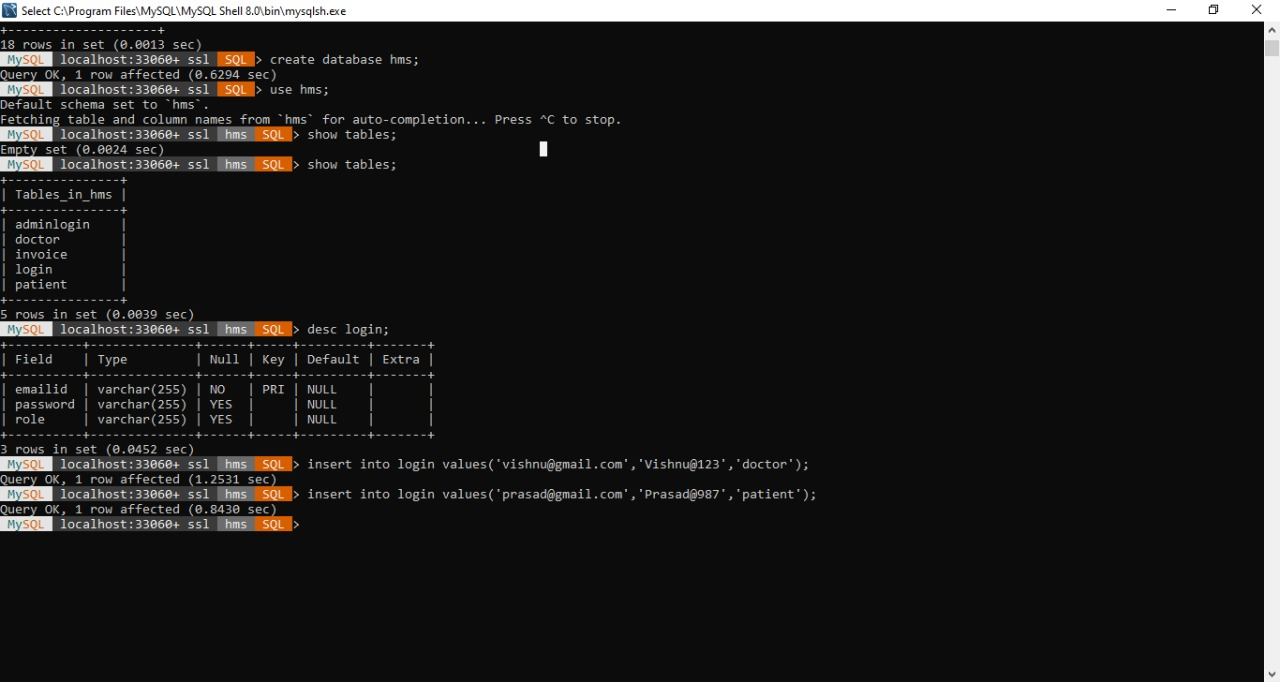 Select C:\Program Files\MySQL\MySQL Shell 8.0\bin\mysqlsh.exe
+--------------------+
18 rows in set (0.0013 sec)
MySQL localhost:33060+ ssl SQL > create database hms;
Query OK, 1 row affected (0.6294 sec)
MySQL localhost:33060+ ssl SQL > use hms;
Default schema set to `hms`.
Fetching table and column names from `hms` for auto-completion... Press ^C to stop.
MySQL localhost:33060+ ssl hms SQL > show tables;
Empty set (0.0024 sec)
MySQL localhost:33060+ ssl hms SQL > show tables;
+---------------+
| Tables_in_hms |
+---------------+
| adminlogin    |
| doctor        |
| invoice       |
| login         |
| patient       |
+---------------+
5 rows in set (0.0039 sec)
MySQL localhost:33060+ ssl hms SQL > desc login;
+----------+--------------+------+-----+---------+-------+
| Field    | Type         | Null | Key | Default | Extra |
+----------+--------------+------+-----+---------+-------+
| emailid  | varchar(255) | NO   | PRI | NULL    |       |
| password | varchar(255) | YES  |     | NULL    |       |
| role     | varchar(255) | YES  |     | NULL    |       |
+----------+--------------+------+-----+---------+-------+
3 rows in set (0.0452 sec)
MySQL localhost:33060+ ssl hms SQL > insert into login values('vishnu@gmail.com','Vishnu@123','doctor');
Query OK, 1 row affected (1.2531 sec)
MySQL localhost:33060+ ssl hms SQL > insert into login values('prasad@gmail.com','Prasad@987','patient');
Query OK, 1 row affected (0.8430 sec)
MySQL localhost:33060+ ssl hms SQL >